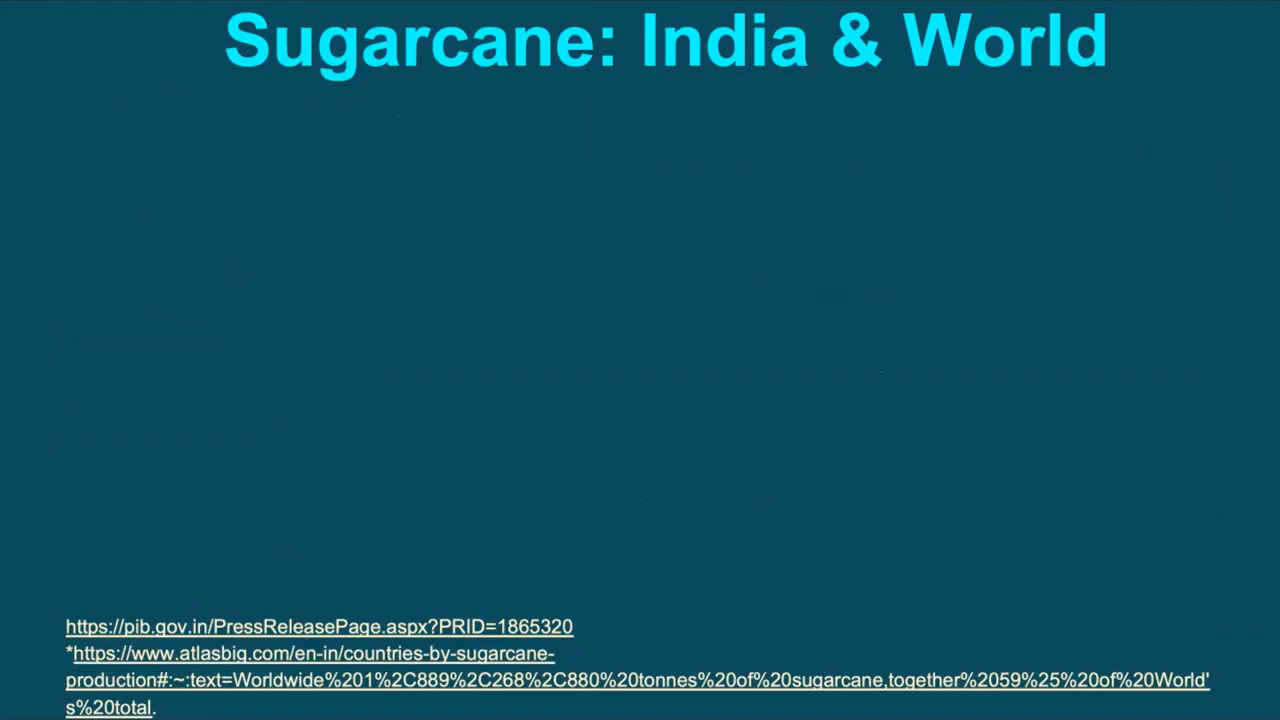 Sugarcane: India & World
https://pib.gov.in/PressReleasePage.aspx?PRID=1865320
*https://www.atlasbig.com/en-in/countries-by-sugarcane-
production#:~:text=Worldwide%201%2C889%2C268%2C880%20tonnes%20of%20sugarcane,together%2059%25%20of%20World'
s%20total.